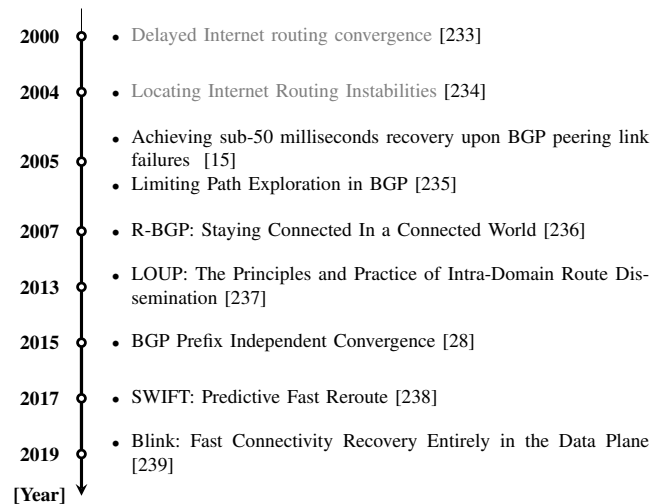 2000 • Delayed Internet routing convergence [233]
2004 • Locating Internet Routing Instabilities [234]
• Achieving sub-50 milliseconds recovery upon BGP peering link
2005 failures [15]
• Limiting Path Exploration in BGP [235]
2007 • R-BGP: Staying Connected In a Connected World [236]
2013 • LOUP: The Principles and Practice of Intra-Domain Route Dis-
semination [237]
2015 • BGP Prefix Independent Convergence [28]
2017 • SWIFT: Predictive Fast Reroute [238]
2019 • Blink: Fast Connectivity Recovery Entirely in the Data Plane
[239]
[Year]